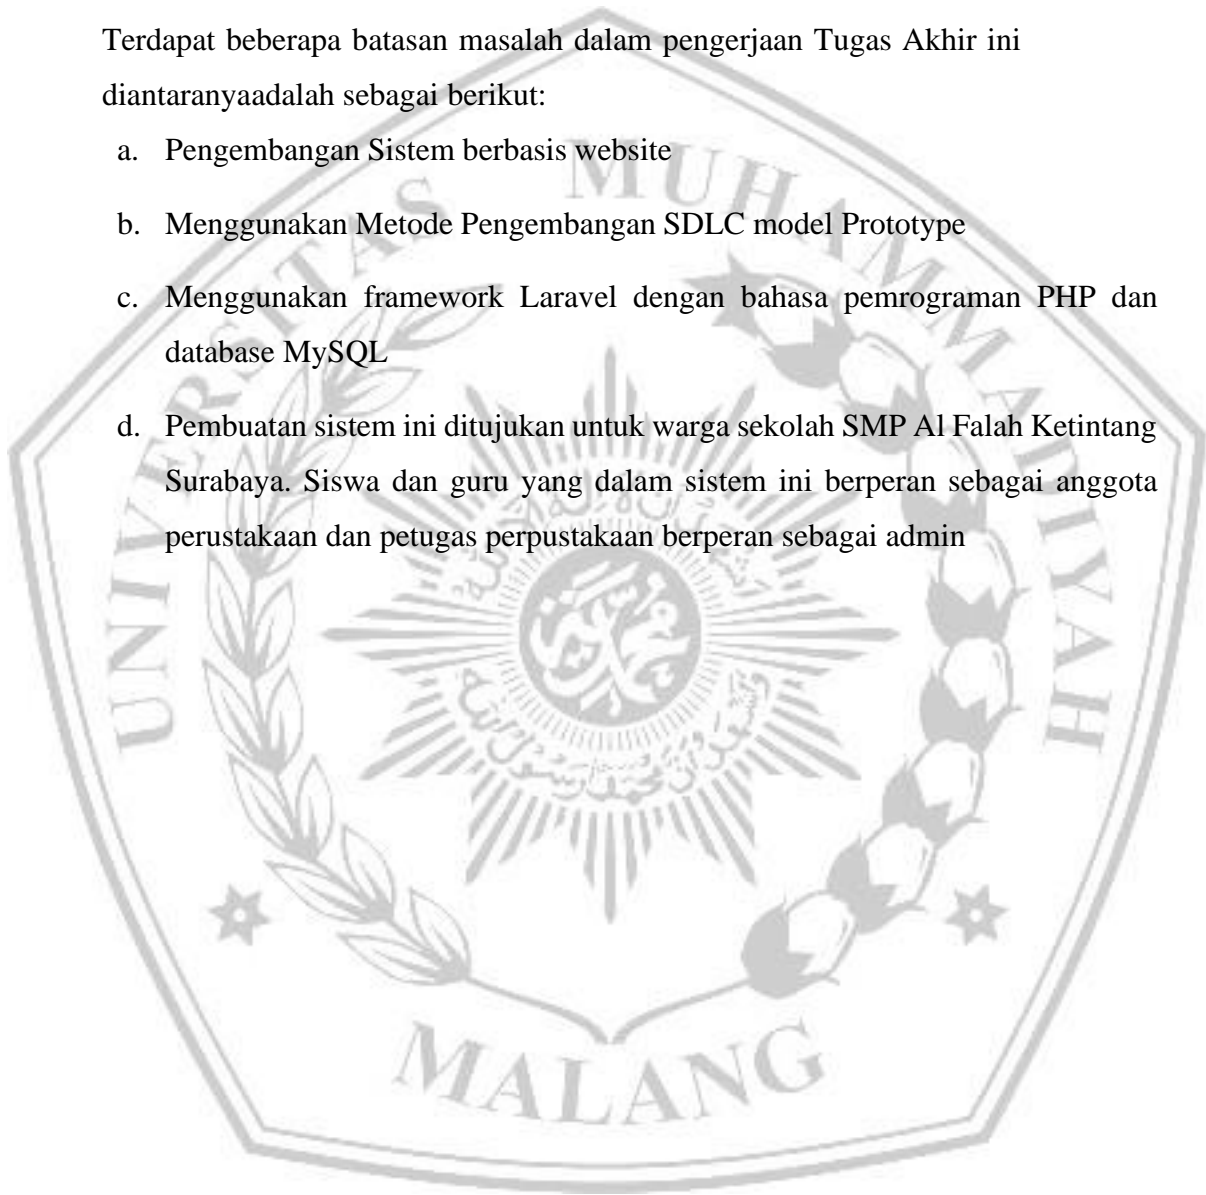 Terdapat beberapa batasan masalah dalam pengerjaan Tugas Akhir ini
diantaranyaadalah sebagai berikut:
a. Pengembangan Sistem berbasis website
b. Menggunakan Metode Pengembangan SDLC model Prototype
c. Menggunakan framework Laravel dengan bahasa pemrograman PHP dan
database MySQL
d. Pembuatan sistem ini ditujukan untuk warga sekolah SMP Al Falah Ketintang
Surabaya. Siswa dan guru yang dalam sistem ini berperan sebagai anggota
perustakaan dan petugas perpustakaan berperan sebagai admin
UNIVERSITAS MUHAMMADIYAH
MALANG